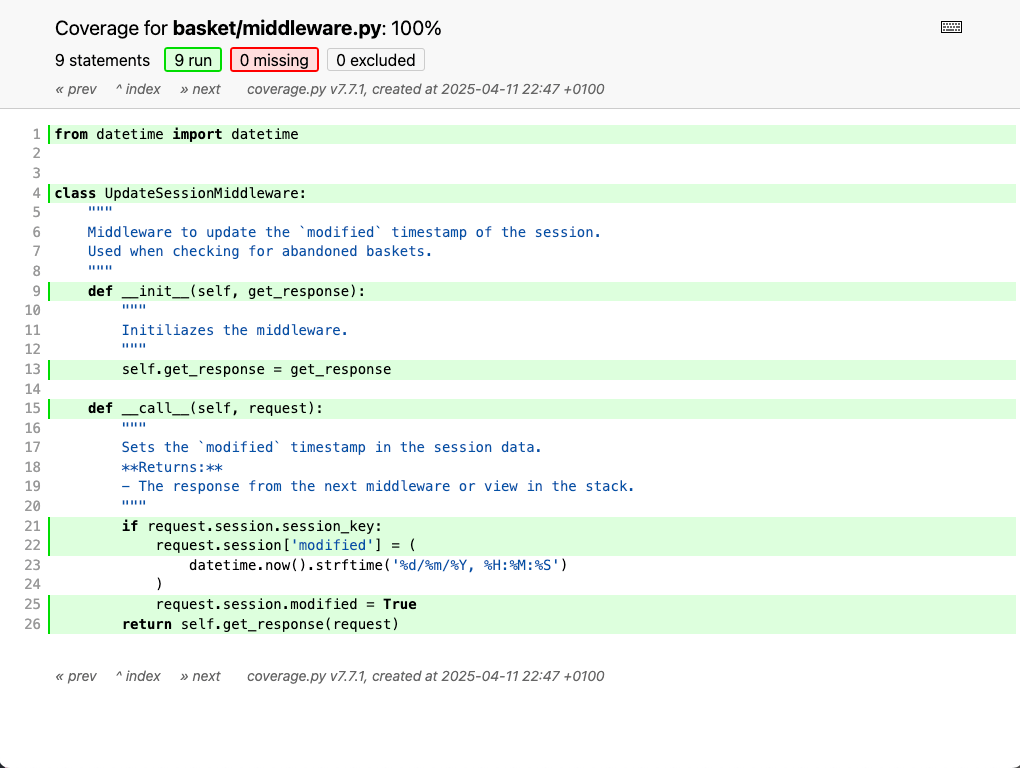 Coverage for basket/middleware.py: 100%
9 statements 9 run 0 missing 0 excluded
« prev ^ index » next coverage.py v7.7.1, created at 2025-04-11 22:47 +0100
1 from datetime import datetime
2
3
4 class UpdateSessionMiddleware:
5     """
6     Middleware to update the `modified` timestamp of the session.
7     Used when checking for abandoned baskets.
8     """
9     def __init__(self, get_response):
10         """
11         Initiliazes the middleware.
12         """
13         self.get_response = get_response
14
15     def __call__(self, request):
16         """
17         Sets the `modified` timestamp in the session data.
18         **Returns:**
19         - The response from the next middleware or view in the stack.
20         """
21         if request.session.session_key:
22             request.session['modified'] = (
23                 datetime.now().strftime('%d/%m/%Y, %H:%M:%S')
24             )
25             request.session.modified = True
26         return self.get_response(request)
« prev ^ index » next coverage.py v7.7.1, created at 2025-04-11 22:47 +0100